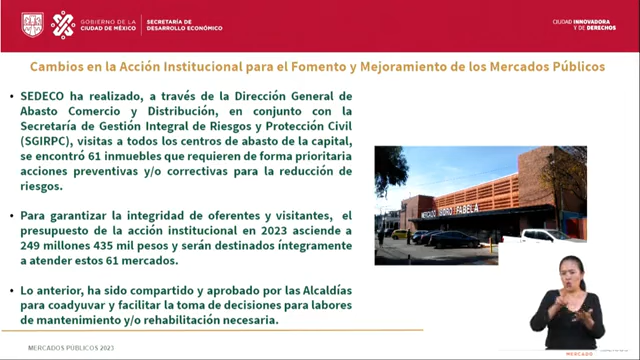 GOBIERNO DE LA
CIUDAD DE MÉXICO
SECRETARÍA DE
DESARROLLO ECONÓMICO
CIUDAD INNOVADORA
Y DE DERECHOS
Cambios en la Acción Institucional para el Fomento y Mejoramiento de los Mercados Públicos
• SEDECO ha realizado, a través de la Dirección General de
Abasto Comercio y Distribución, en conjunto con la
Secretaría de Gestión Integral de Riesgos y Protección Civil
(SGIRPC), visitas a todos los centros de abasto de la capital,
se encontró 61 inmuebles que requieren de forma prioritaria
acciones preventivas y/o correctivas para la reducción de
riesgos.
• Para garantizar la integridad de oferentes y visitantes, el
presupuesto de la acción institucional en 2023 asciende a
249 millones 435 mil pesos y serán destinados íntegramente
a atender estos 61 mercados.
• Lo anterior, ha sido compartido y aprobado por las Alcaldías
para coadyuvar y facilitar la toma de decisiones para labores
de mantenimiento y/o rehabilitación necesaria.
MERCADO ISIDRO FABELA
MERCADOS PÚBLICOS 2023
MERCADO